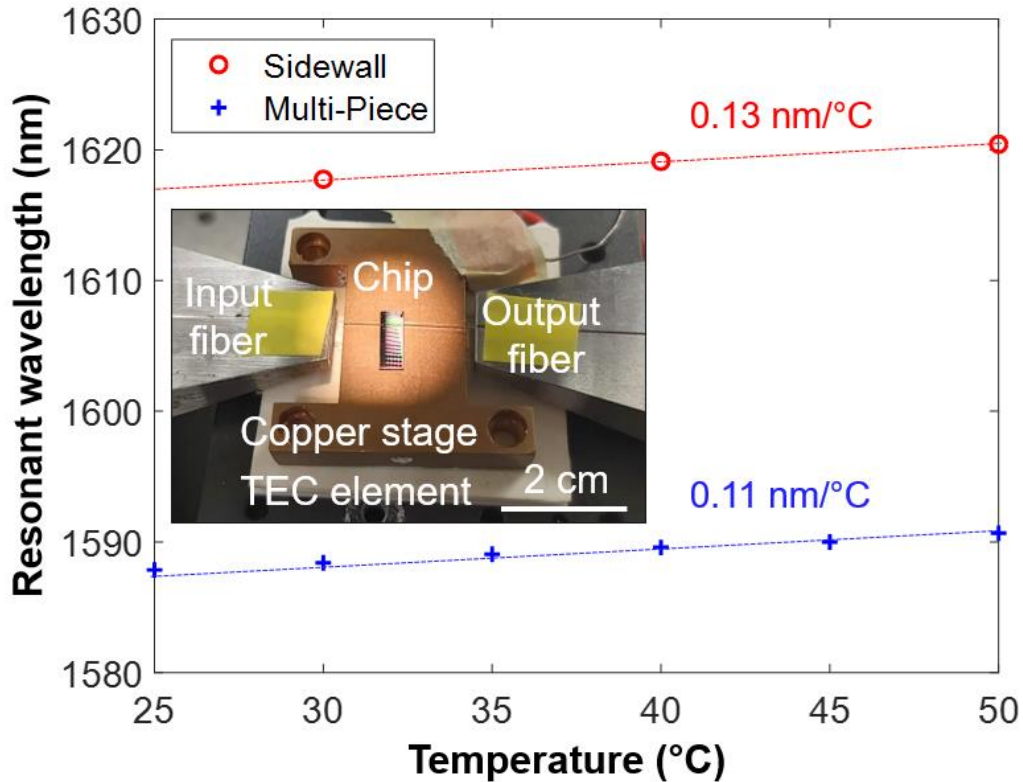 1630
1620
1610
1600
1590
1580
Resonant wavelength (nm)
Sidewall
Multi-Piece
0.13 nm/°C
Input
fiber
Chip
Output
fiber
Copper stage
TEC element
2 cm
0.11 nm/°C
25
30
35
40
45
50
Temperature (°C)